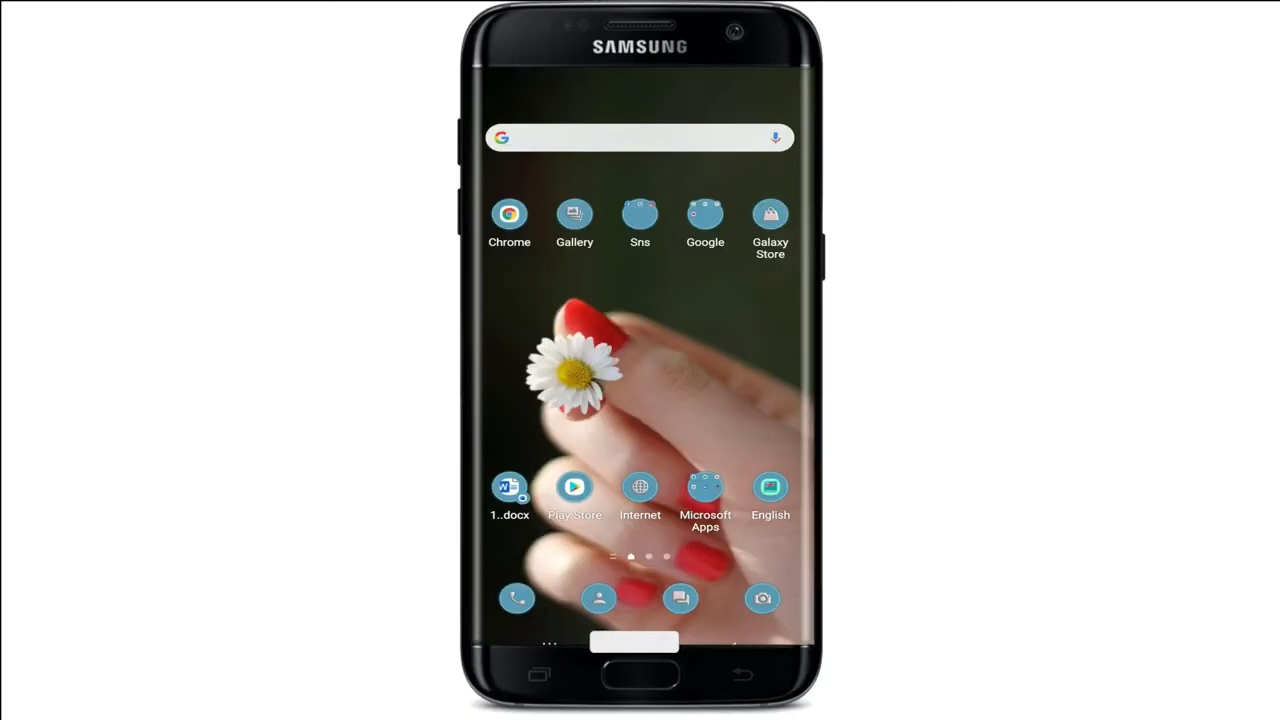 SAMSUNG
Chrome
Gallery
Sns
Google
Galaxy
Store
1..docx
Play Store
Internet
Microsoft
Apps
English